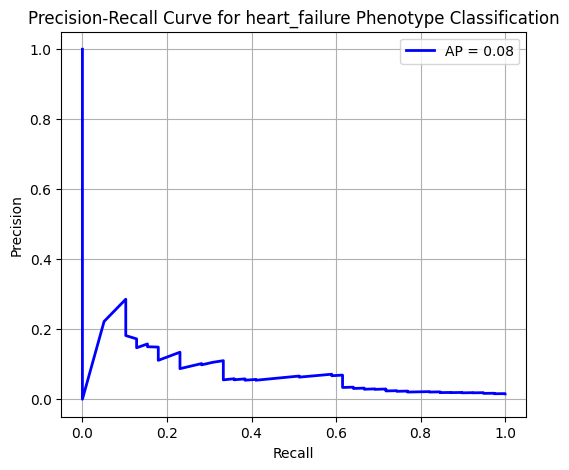 Precision-Recall Curve for heart_failure Phenotype Classification
AP = 0.08
Precision
1.0
0.8
0.6
0.4
0.2
0.0
0.0 0.2 0.4 0.6 0.8 1.0
Recall